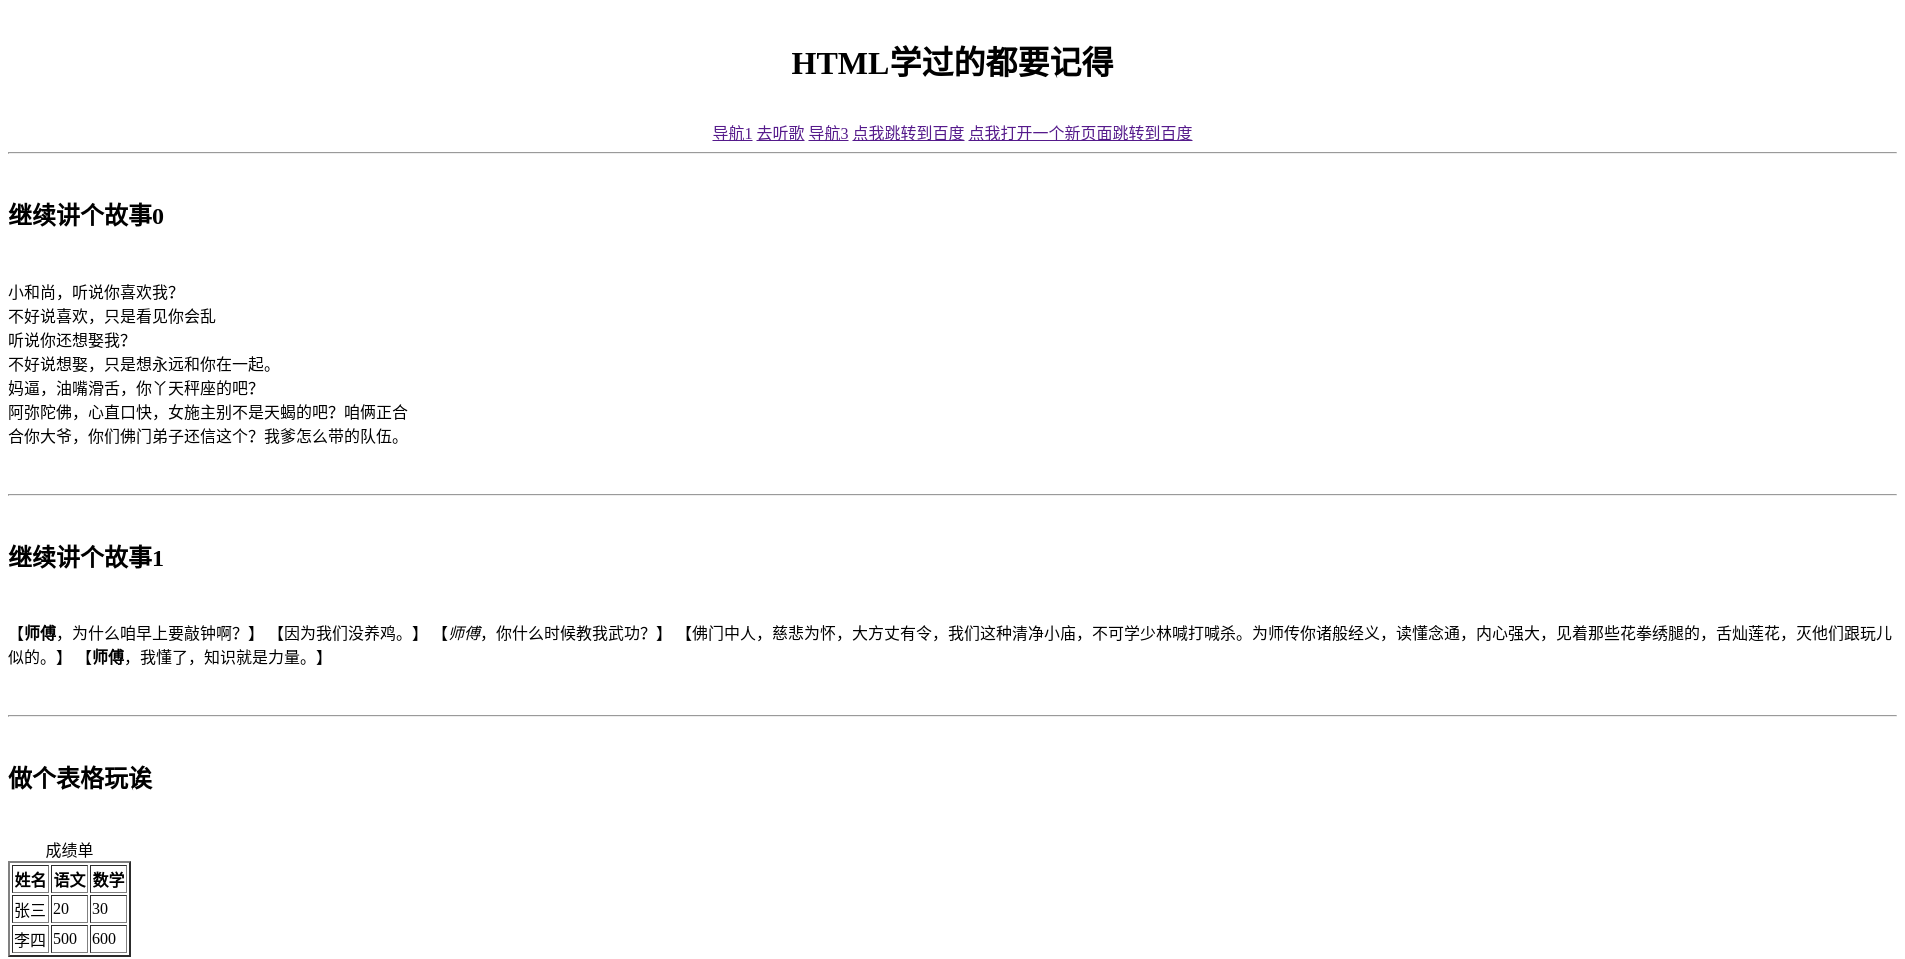 HTML学过的都要记得
导航1 去听歌 导航3 点我跳转到百度 点我打开一个新页面跳转到百度
继续讲个故事0
小和尚，听说你喜欢我？
不好说喜欢，只是看见你会乱
听说你还想娶我？
不好说想娶，只是想永远和你在一起。
妈逼，油嘴滑舌，你丫天秤座的吧？
阿弥陀佛，心直口快，女施主别不是天蝎的吧？咱俩正合
合你大爷，你们佛门弟子还信这个？我爹怎么带的队伍。
继续讲个故事1
【师傅，为什么咱早上要敲钟啊？】 【因为我们没养鸡。】 【师傅，你什么时候教我武功？】 【佛门中人，慈悲为怀，大方丈有令，我们这种清净小庙，不可学少林喊打喊杀。为师传你诸般经义，读懂念通，内心强大，见着那些花拳绣腿的，舌灿莲花，灭他们跟玩儿
似的。】 【师傅，我懂了，知识就是力量。】
做个表格玩诶
成绩单
姓名 语文 数学
张三 20 30
李四 500 600